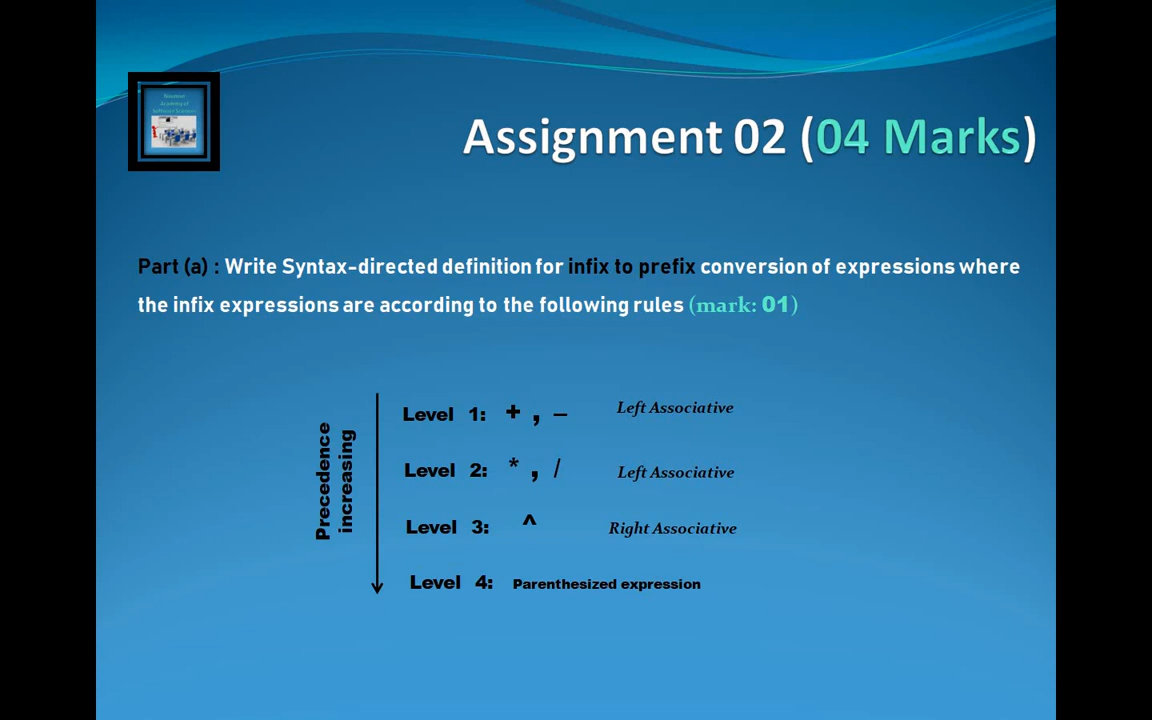 Academy of
Assignment 02 (04 Marks)
Part (a) : Write Syntax-directed definition for infix to prefix conversion of expressions where
the infix expressions are according to the following rules (mark: 01)
Precedence
increasing
Level 1: + , – Left Associative
Level 2: * , / Left Associative
Level 3: ^ Right Associative
Level 4: Parenthesized expression